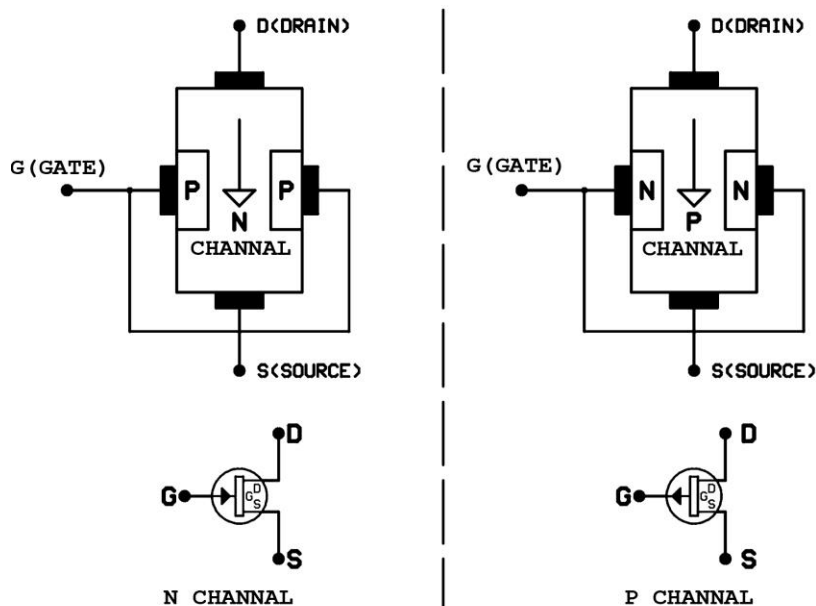 D(DRAIN)
G(GATE)
P
P
N
CHANNAL
S(SOURCE)
D
G
G
D
S
S
N CHANNAL
D(DRAIN)
G(GATE)
N
N
P
CHANNAL
S(SOURCE)
D
G
G
D
S
S
P CHANNAL